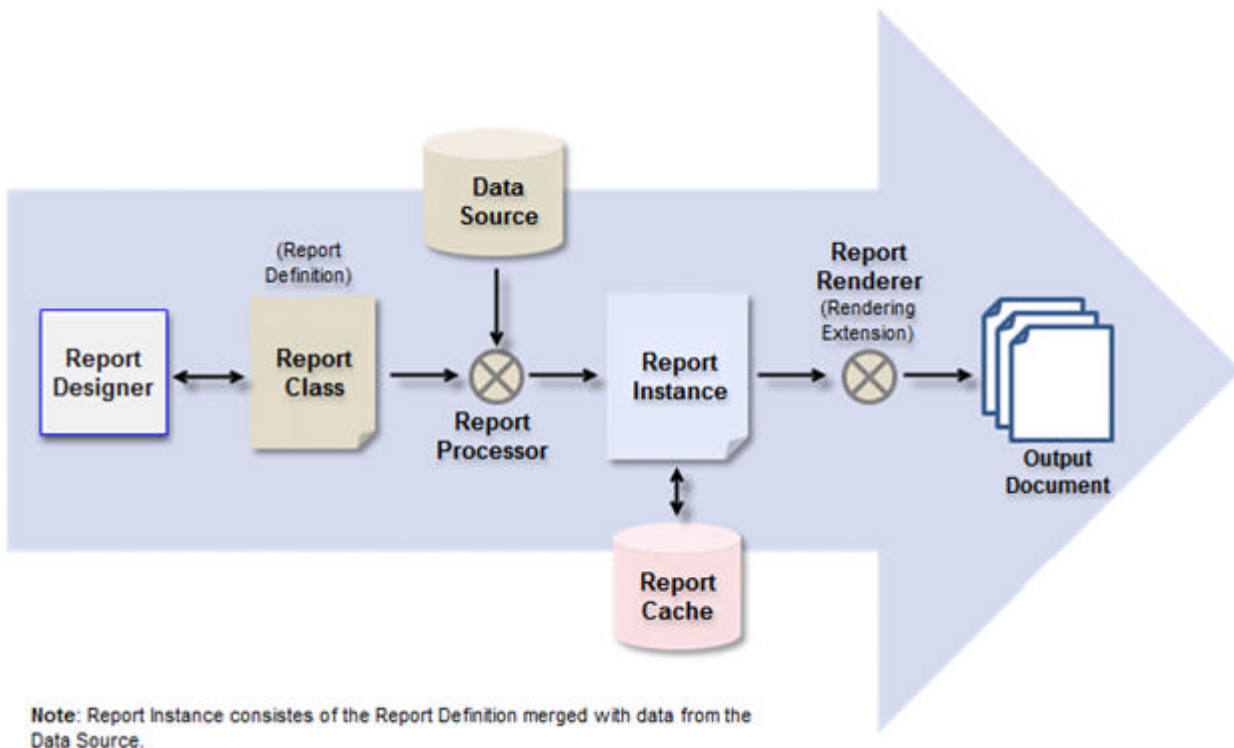 Data
Source
(Report
Definition)
Report
Renderer
(Rendering
Extension)
Report
Designer
Report
Class
Report
Processor
Report
Instance
Output
Document
Report
Cache
Note: Report Instance consistes of the Report Definition merged with data from the
Data Source.